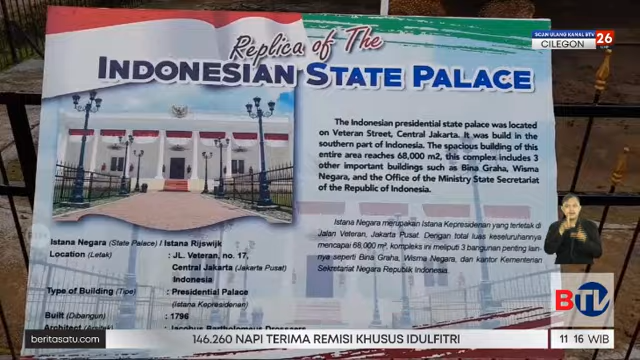 SCAN ULANG KANAL BTV
CILEGON
26
Replica of The
INDONESIAN STATE PALACE
The Indonesian presidential state palace was located
on Veteran Street, Central Jakarta. It was build in the
southern part of Indonesia. The spacious building of this
entire area reaches 68,000 m2, this complex includes 3
other important buildings such as Bina Graha, Wisma
Negara, and the Office of the Ministry State Secretariat
of the Republic of Indonesia.
Istana Negara merupakan Istana Kepresidenan yang terletak di
Jalan Veteran, Jakarta Pusat. Dengan total luas keseluruhannya
mencapai 68.000 m², kompleks ini meliputi 3 bangunan penting lain-
nya seperti Bina Graha, Wisma Negara, dan kantor Kementerian
Sekretariat Negara Republik Indonesia.
Istana Negara (State Palace) / Istana Rijswijk
Location (Letak) : JL. Veteran, no. 17,
Central Jakarta (Jakarta Pusat)
Indonesia
Type of Building (Tipe) : Presidential Palace
(Istana Kepresidenan)
Built (Dibangun) : 1796
Architect (Arsitek) : Jacobus Bartholomeus Drossaers
BTV
beritasatu.com
146.260 NAPI TERIMA REMISI KHUSUS IDULFITRI
11 16 WIB